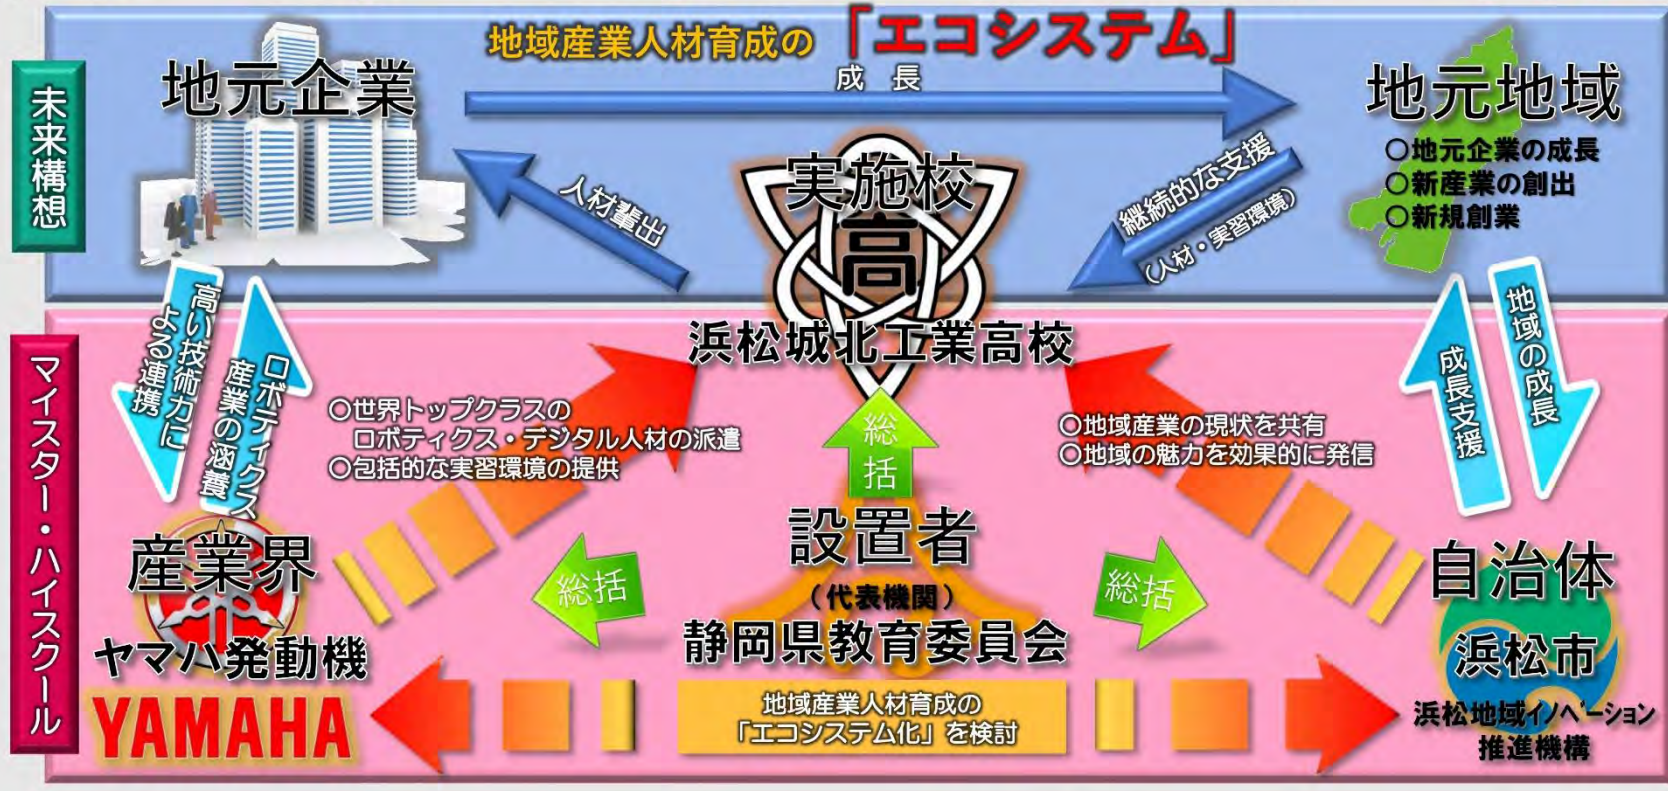 地域産業人材育成の「エコシステム」
未来構想
地元企業
成 長
地元地域
○地元企業の成長
○新産業の創出
○新規創業
人材輩出
実施校
高
浜松城北工業高校
継続的な支援
(人材・実習環境)
マイスター・ハイスクール
高い技術力に
よる連携
ロボティクス
産業の涵養
○世界トップクラスの
ロボティクス・デジタル人材の派遣
○包括的な実習環境の提供
総括
○地域産業の現状を共有
○地域の魅力を効果的に発信
成長支援
地域の成長
産業界
ヤマハ発動機
YAMAHA
総括
設置者
(代表機関)
静岡県教育委員会
総括
自治体
浜松市
浜松地域イノベーション
推進機構
地域産業人材育成の
「エコシステム化」を検討